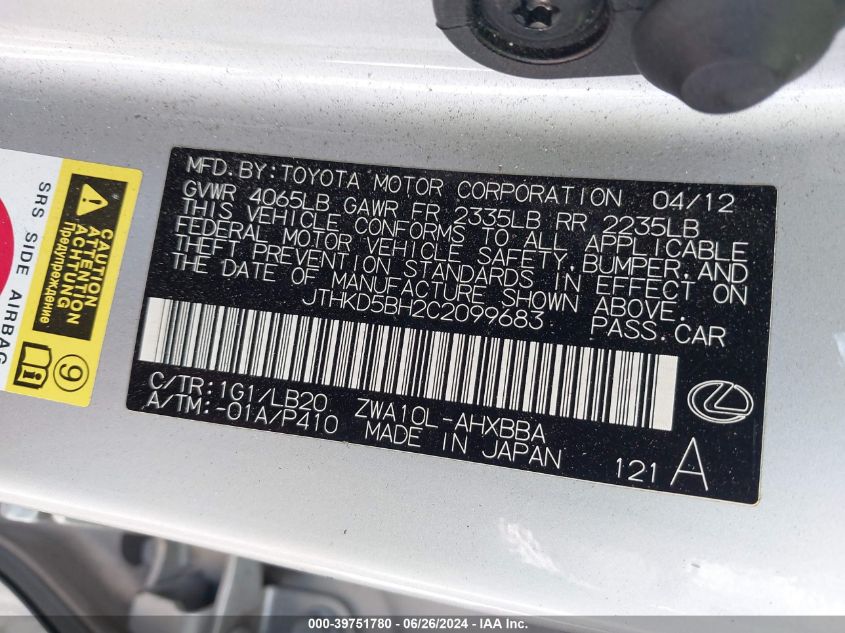 MFD. BY: TOYOTA MOTOR CORPORATION 04/12
GVWR 4065LB GAWR FR 2335LB RR 2235LB
THIS VEHICLE CONFORMS TO ALL APPLICABLE
FEDERAL MOTOR VEHICLE SAFETY, BUMPER, AND
THEFT PREVENTION STANDARDS IN EFFECT ON
THE DATE OF MANUFACTURE SHOWN ABOVE.
JTHKD5BH2C2099683 PASS. CAR
C/TR: 1G1/LB20 ZWA10L-AHXBBA
A/TM: -01A/P410 MADE IN JAPAN
121 A
SRS SIDE AIRBAG
CAUTION
ATTENTION
ACHTUNG
Предупреждение
9
000-39751780 - 06/26/2024 - IAA Inc.